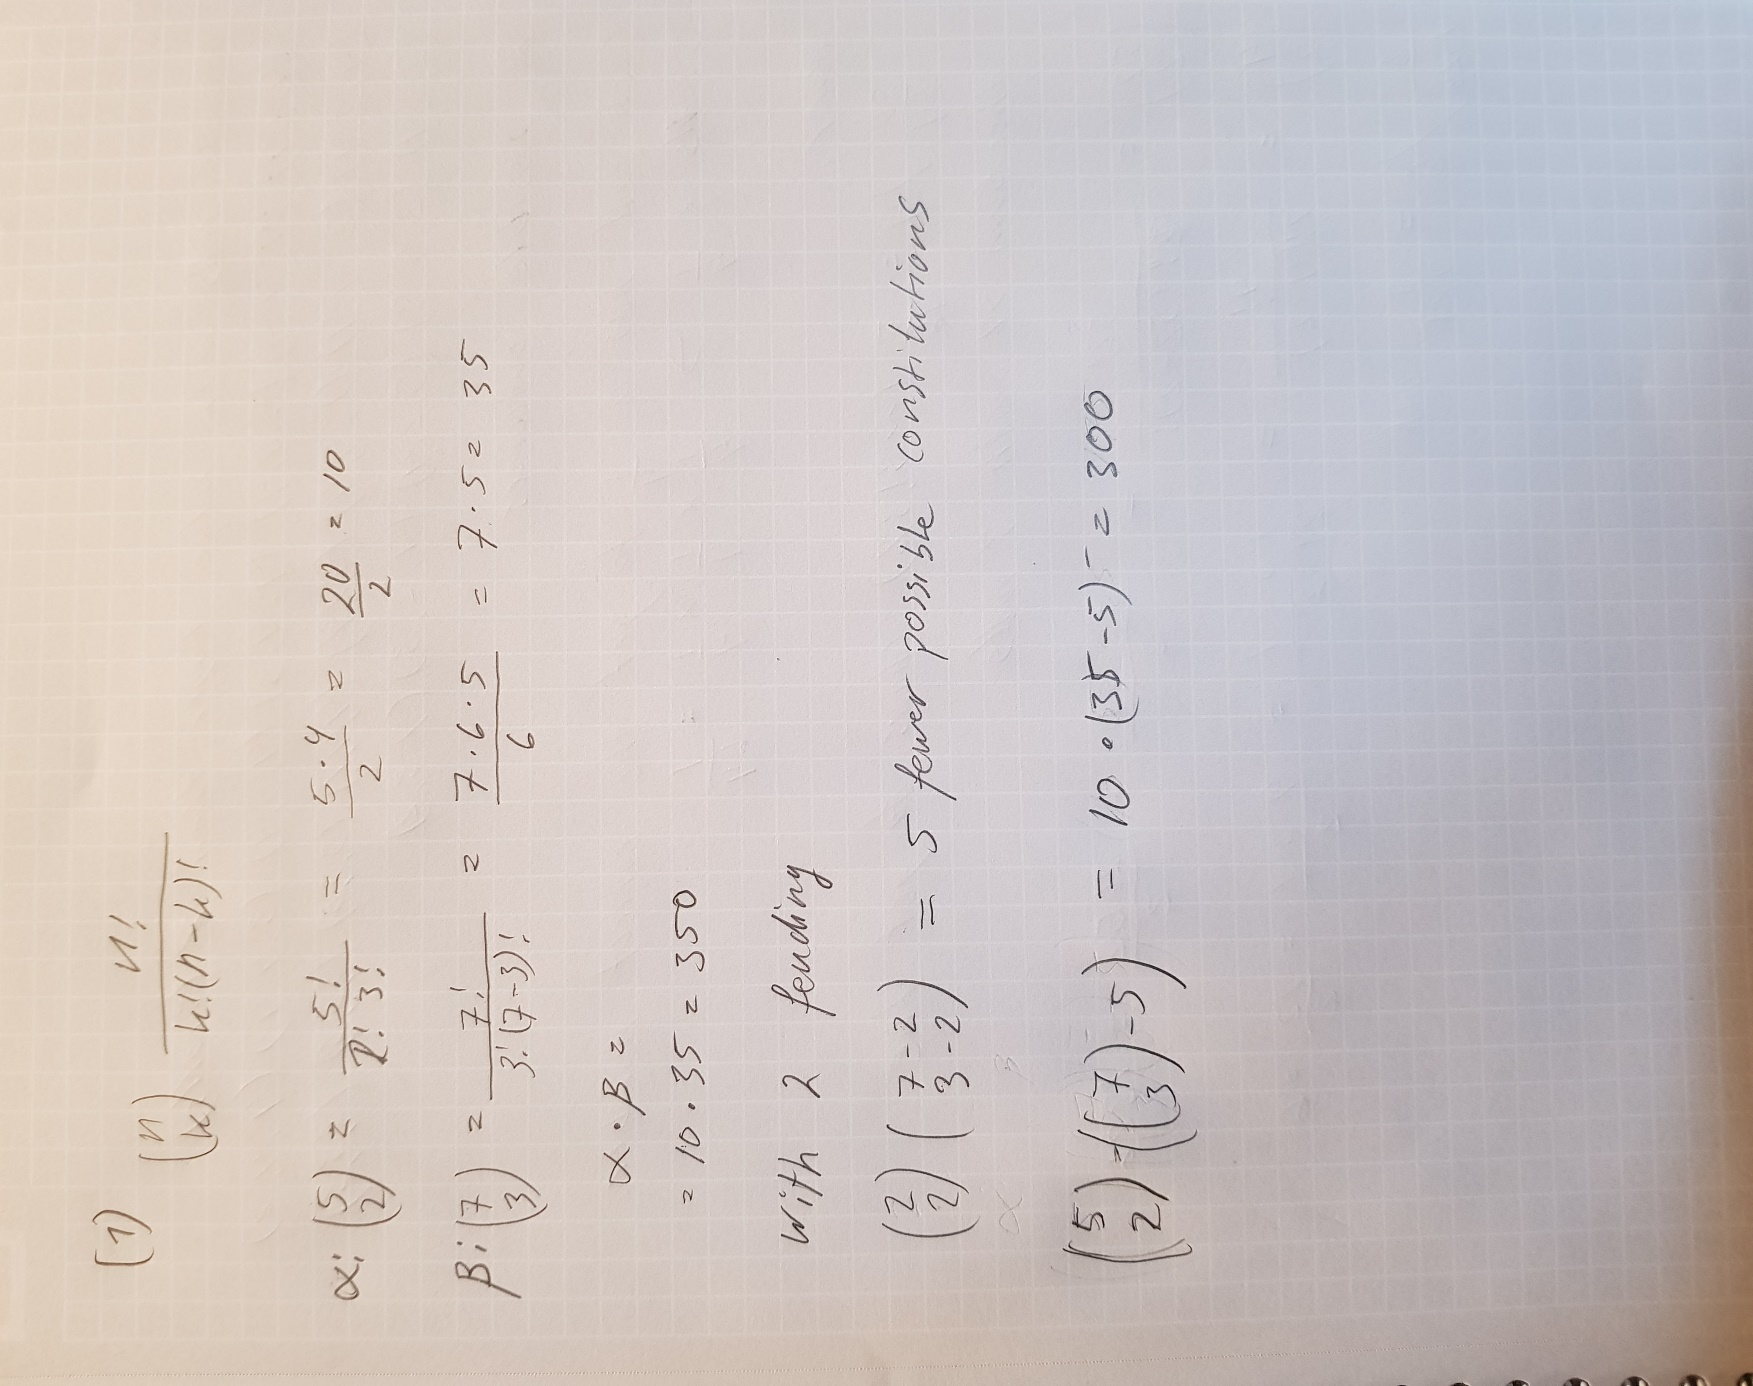 (1) (n k) n! / k!(n-k)!
α: (5 2) = 5! / 2! 3! = 5·4 / 2 = 20 / 2 = 10
β: (7 3) = 7! / 3!(7-3)! = 7·6·5 / 6 = 7·5 = 35
α·β =
= 10·35 = 350
with 2 feuding
(2 2) (7-2 3-2) = 5 fewer possible constitutions
α β
(5 2)·((7 3)-5) = 10·(35-5) = 300